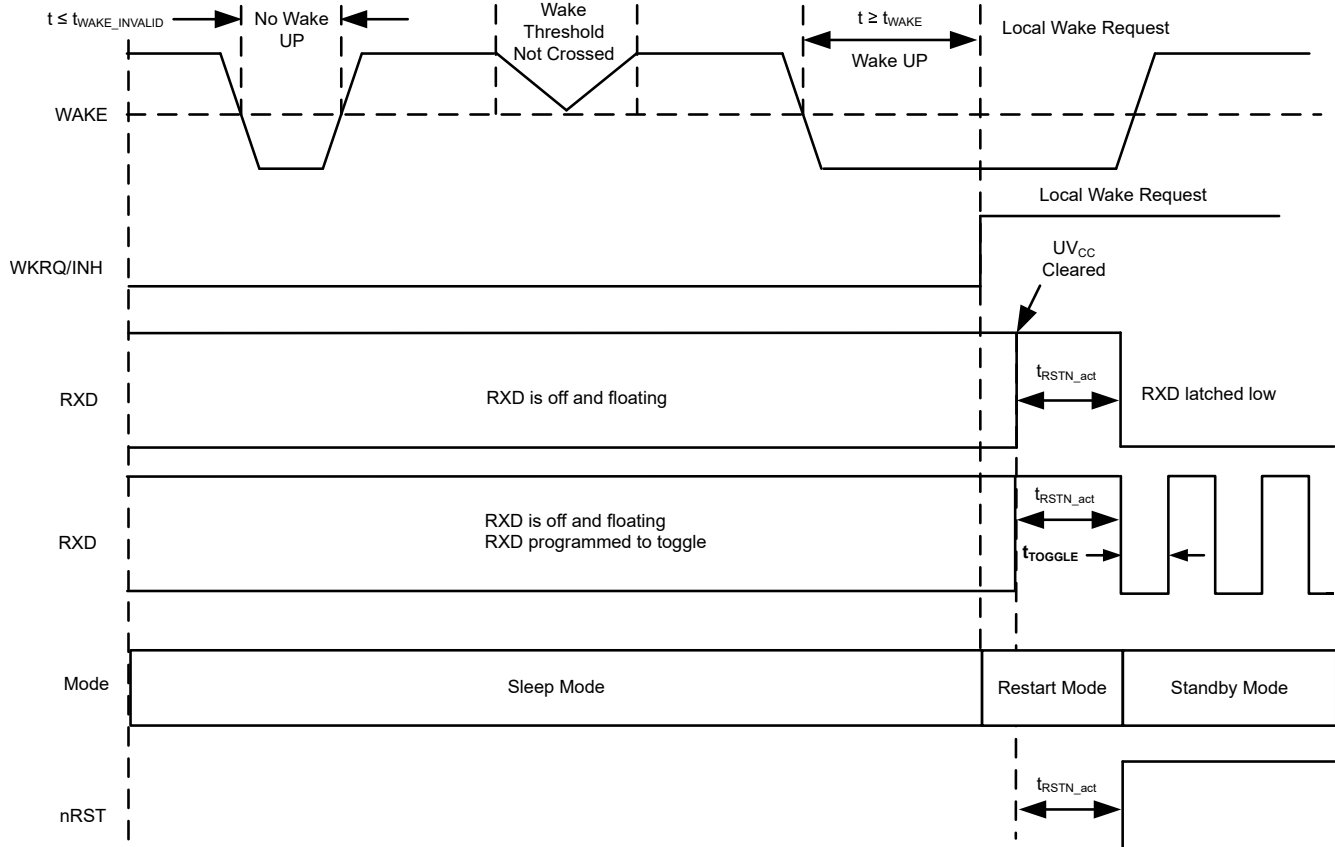 t ≤ tWAKE_INVALID
No Wake
UP
Wake
Threshold
Not Crossed
t ≥ tWAKE
Wake UP
Local Wake Request
WAKE
Local Wake Request
WKRQ/INH
UVCC
Cleared
RXD
RXD is off and floating
tRSTN_act
RXD latched low
RXD
RXD is off and floating
RXD programmed to toggle
tRSTN_act
tTOGGLE
Mode
Sleep Mode
Restart Mode
Standby Mode
nRST
tRSTN_act